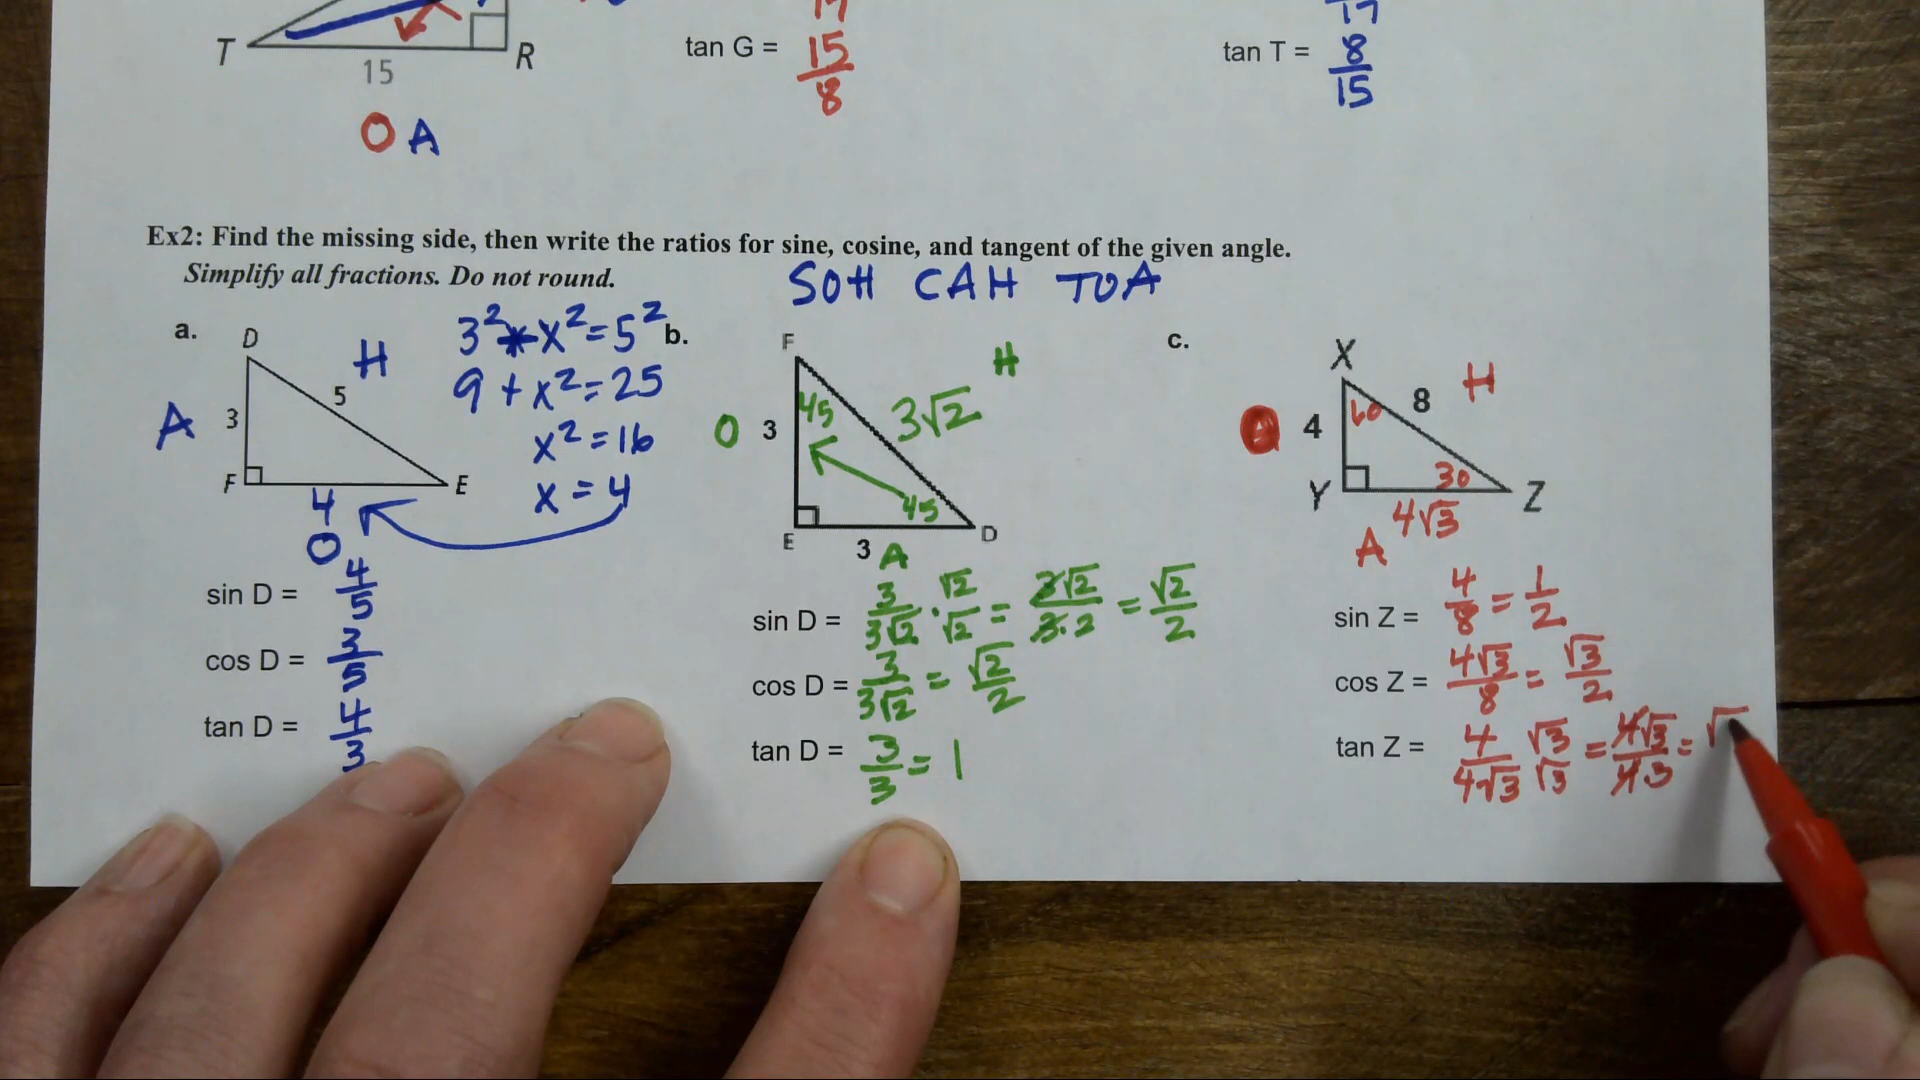 T
15
R
O A
tan G = 15/8
tan T = 8/15
Ex2: Find the missing side, then write the ratios for sine, cosine, and tangent of the given angle.
Simplify all fractions. Do not round.
SOH CAH TOA
a.
D
H
5
A
3
F
E
4
O
3² + x² = 5²
9 + x² = 25
x² = 16
x = 4
sin D = 4/5
cos D = 3/5
tan D = 4/3
b.
F
H
45
3√2
O 3
45
E
D
3 A
sin D = 3/3√2 · √2/√2 = 3√2/3·2 = √2/2
cos D = 3/3√2 = √2/2
tan D = 3/3 = 1
c.
X
H
60
8
4
30
Y
Z
4√3
A
sin Z = 4/8 = 1/2
cos Z = 4√3/8 = √3/2
tan Z = 4/4√3 √3/√3 = 4√3/4·3 = √